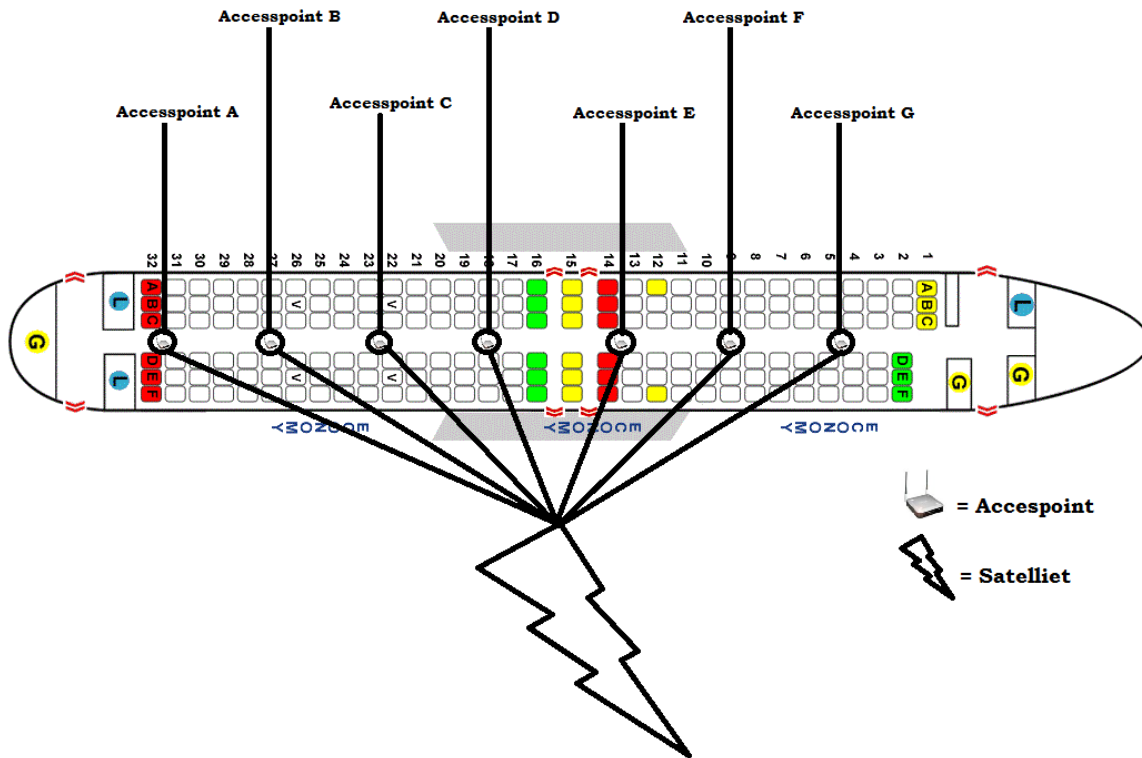 Accesspoint B
Accesspoint D
Accesspoint F
Accesspoint A
Accesspoint C
Accesspoint E
Accesspoint G
32 31 30 29 28 27 26 25 24 23 22 21 20 19 18 17 16 15 14 13 12 11 10 9 8 7 6 5 4 3 2 1
A A
L B V V B L
C C
G
D D
L E V V E G G
F F
ECONOMY ECONOMY ECONOMY
= Accespoint
= Satelliet